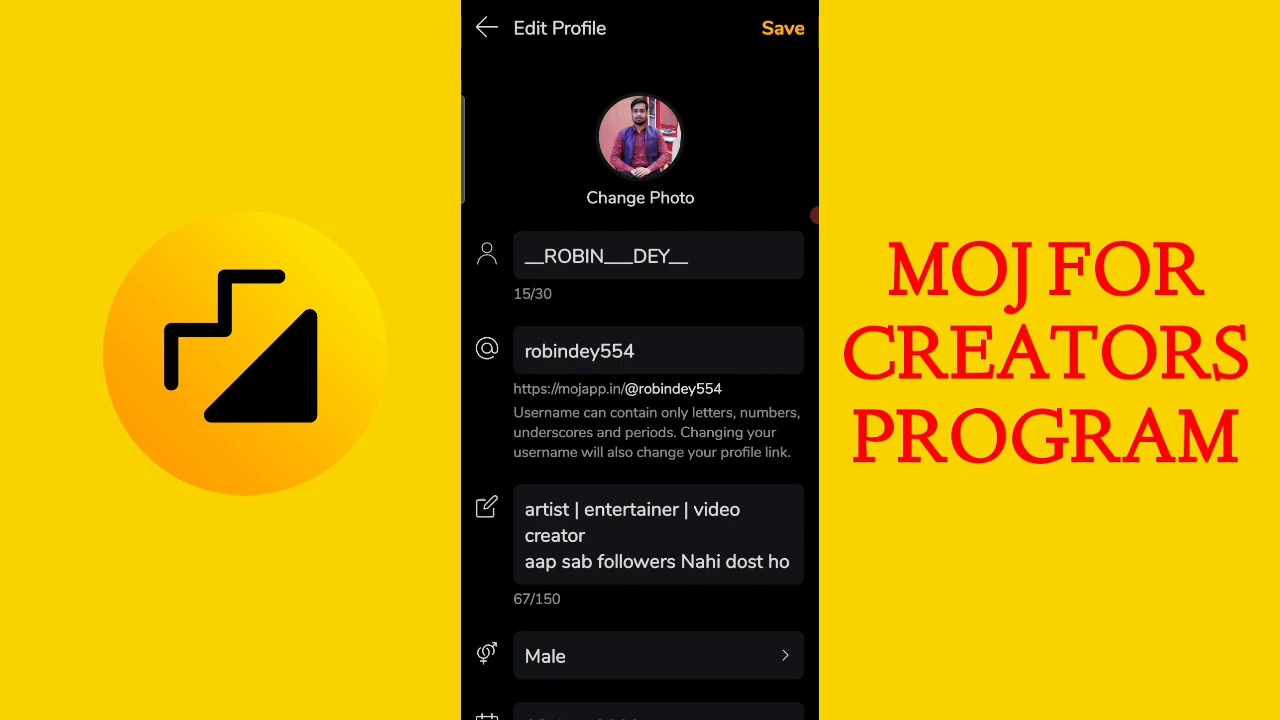 Edit Profile
Save
Change Photo
__ROBIN___DEY__
15/30
robindey554
https://mojapp.in/@robindey554
Username can contain only letters, numbers,
underscores and periods. Changing your
username will also change your profile link.
artist | entertainer | video
creator
aap sab followers Nahi dost ho
67/150
Male
MOJ FOR
CREATORS
PROGRAM